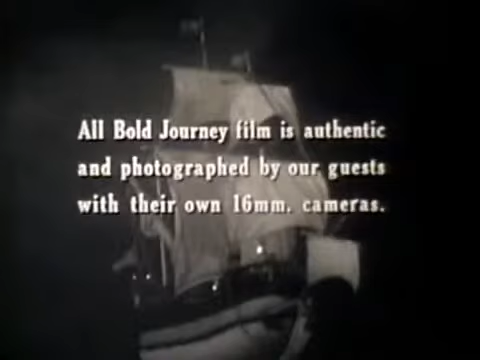 All Bold Journey film is authentic
and photographed by our guests
with their own 16mm. cameras.